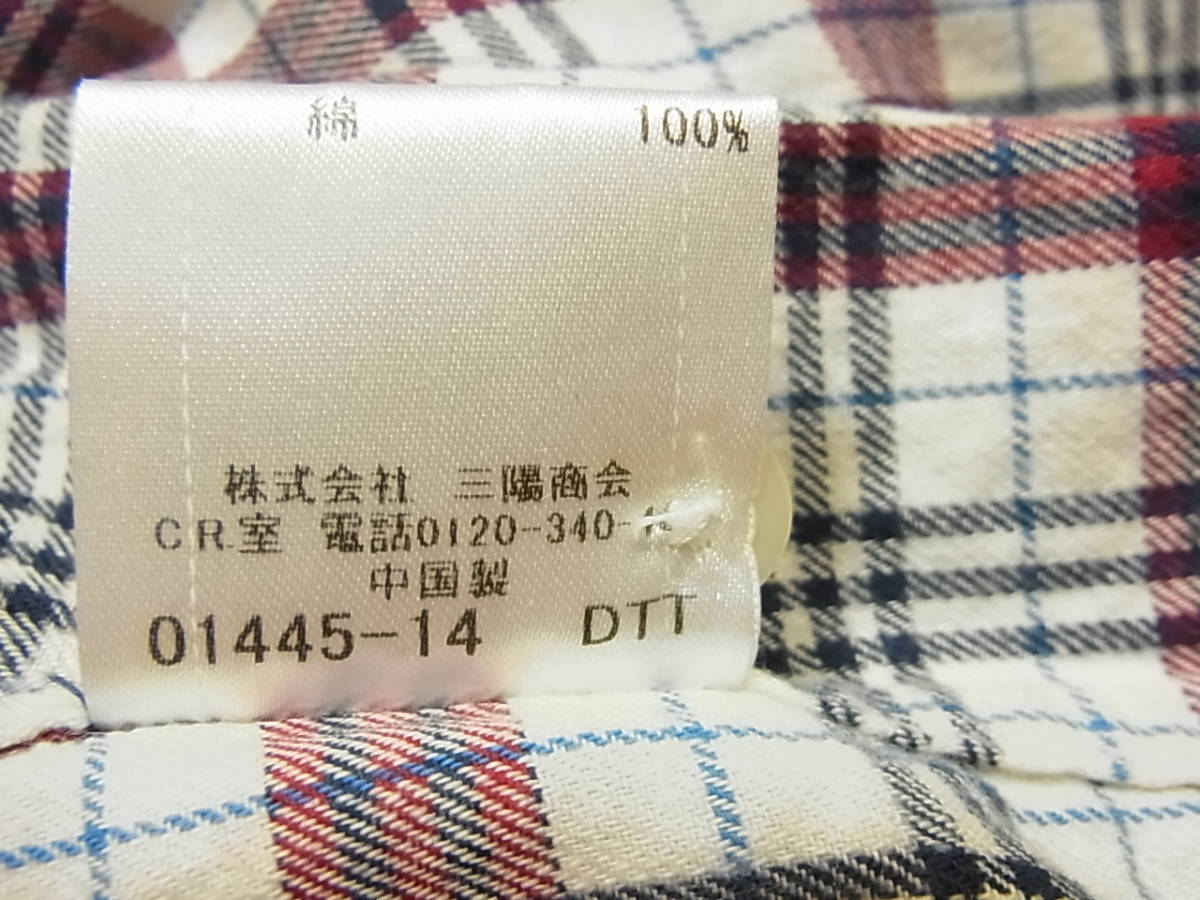 綿 100%
株式会社 三陽商会
CR室 電話0120-340-
中国製
01445-14 DTT